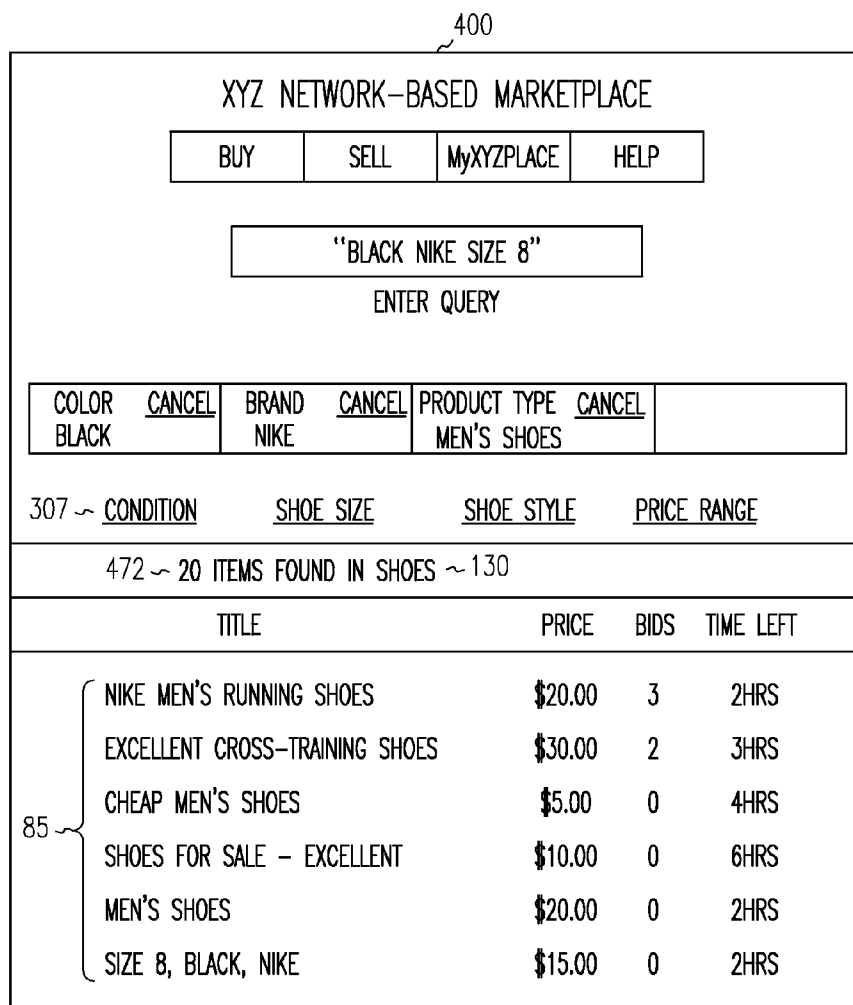 400
XYZ NETWORK-BASED MARKETPLACE
BUY SELL MyXYZPLACE HELP
"BLACK NIKE SIZE 8"
ENTER QUERY
COLOR CANCEL BRAND CANCEL PRODUCT TYPE CANCEL
BLACK NIKE MEN'S SHOES
307 CONDITION SHOE SIZE SHOE STYLE PRICE RANGE
472 20 ITEMS FOUND IN SHOES 130
TITLE PRICE BIDS TIME LEFT
NIKE MEN'S RUNNING SHOES $20.00 3 2HRS
EXCELLENT CROSS-TRAINING SHOES $30.00 2 3HRS
CHEAP MEN'S SHOES $5.00 0 4HRS
85
SHOES FOR SALE - EXCELLENT $10.00 0 6HRS
MEN'S SHOES $20.00 0 2HRS
SIZE 8, BLACK, NIKE $15.00 0 2HRS